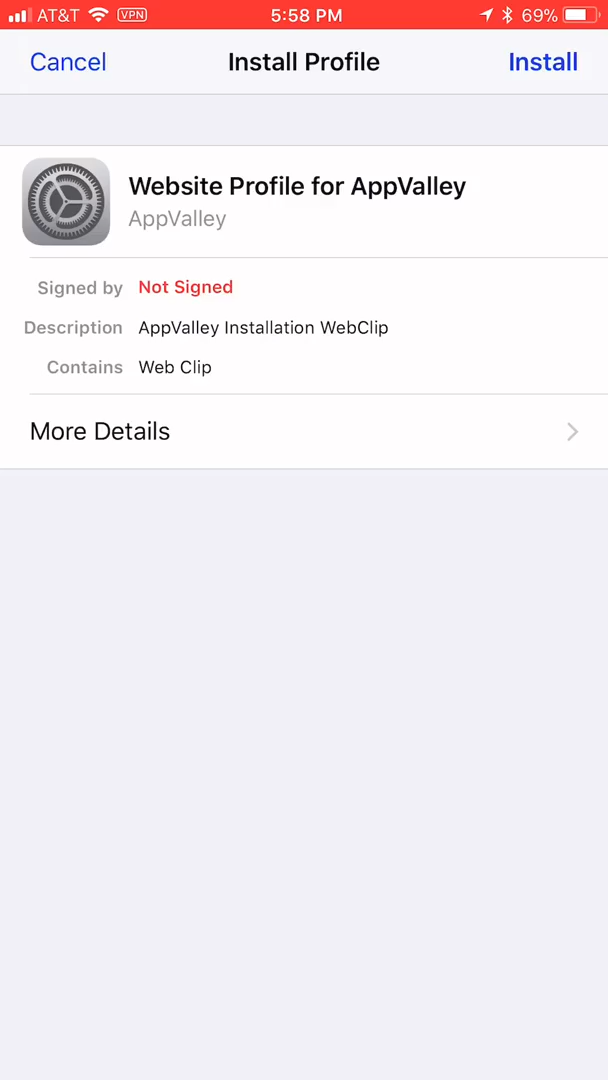 AT&T VPN 5:58 PM 69%
Cancel Install Profile Install
Website Profile for AppValley
AppValley
Signed by Not Signed
Description AppValley Installation WebClip
Contains Web Clip
More Details